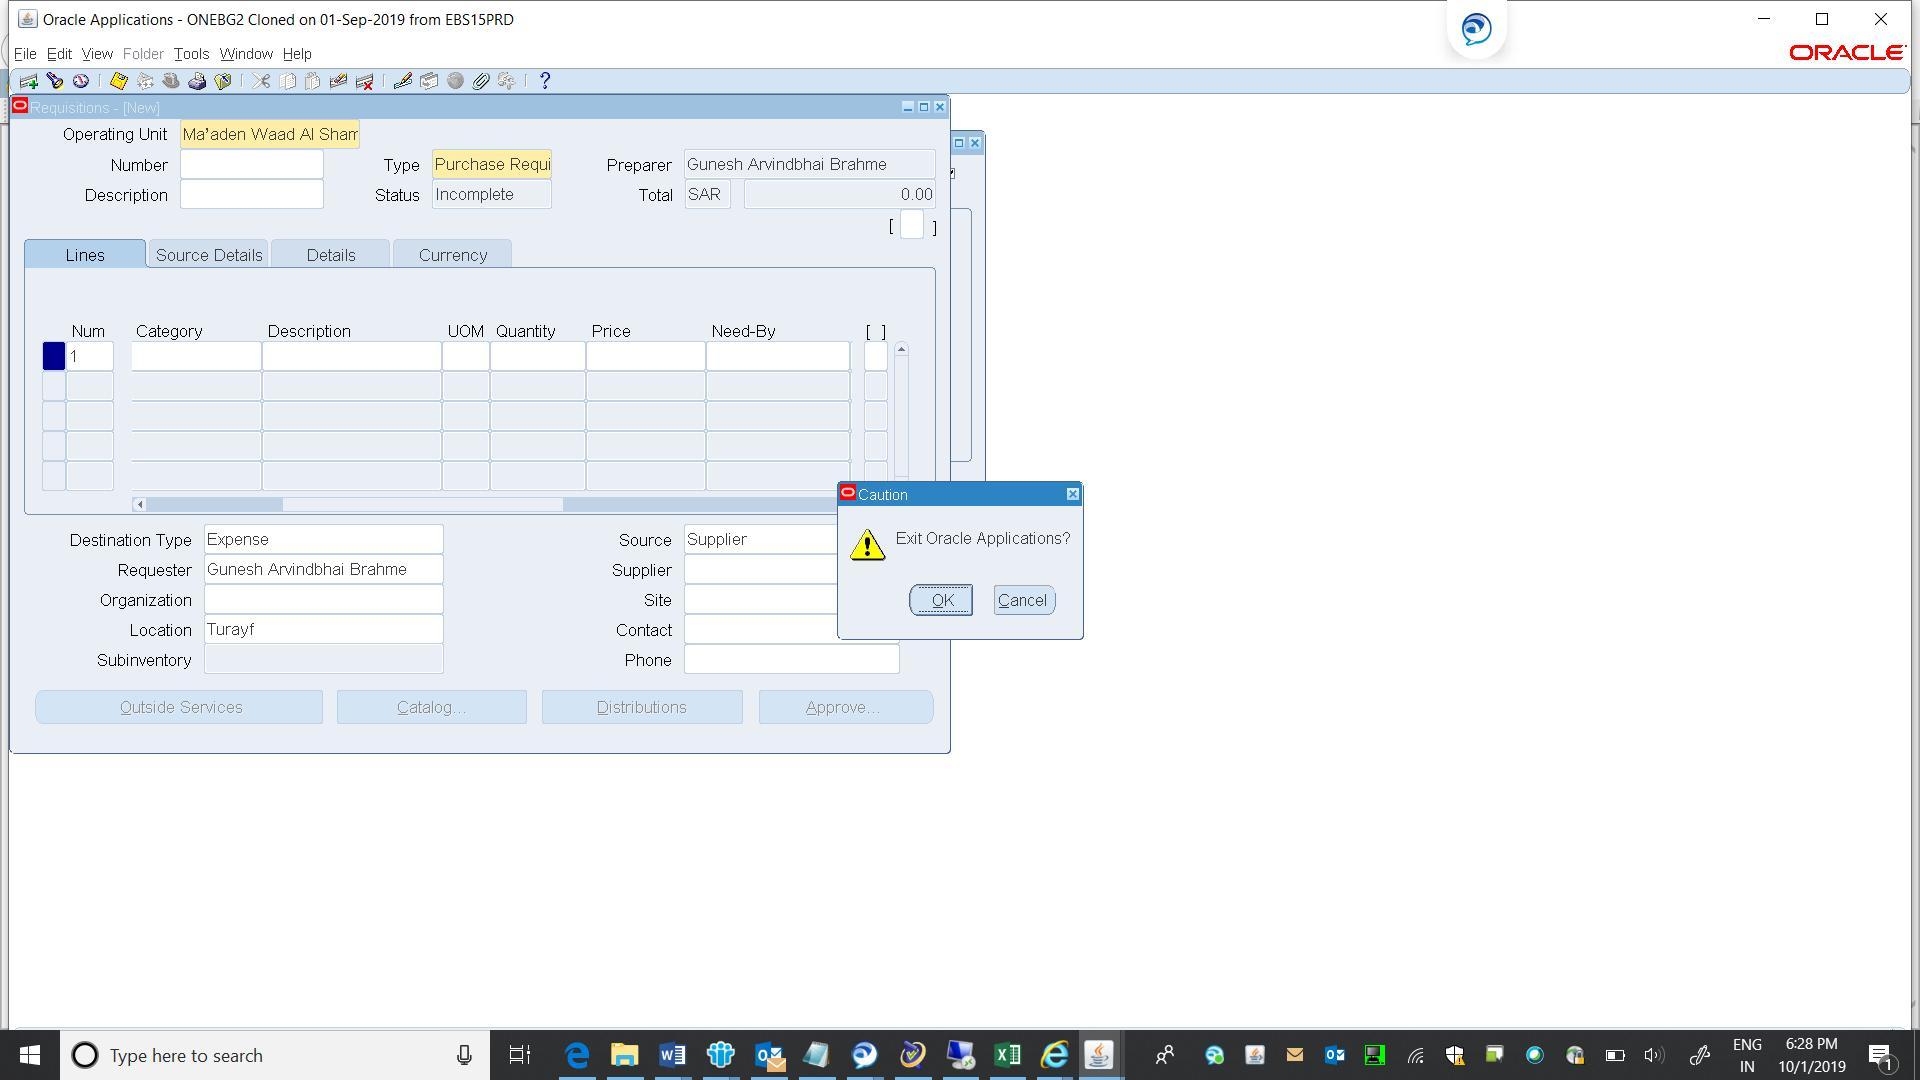 Oracle Applications - ONEBG2 Cloned on 01-Sep-2019 from EBS15PRD
File Edit View Folder Tools Window Help
ORACLE
Requisitions - [New]
Operating Unit Ma'aden Waad Al Sham
Number Type Purchase Requi Preparer Gunesh Arvindbhai Brahme
Description Status Incomplete Total SAR 0.00
[ ]
Lines Source Details Details Currency
Num Category Description UOM Quantity Price Need-By [ ]
1
Caution
Exit Oracle Applications?
OK Cancel
Destination Type Expense Source Supplier
Requester Gunesh Arvindbhai Brahme Supplier
Organization Site
Location Turayf Contact
Subinventory Phone
Outside Services Catalog... Distributions Approve...
Type here to search
ENG
IN
6:28 PM
10/1/2019
1